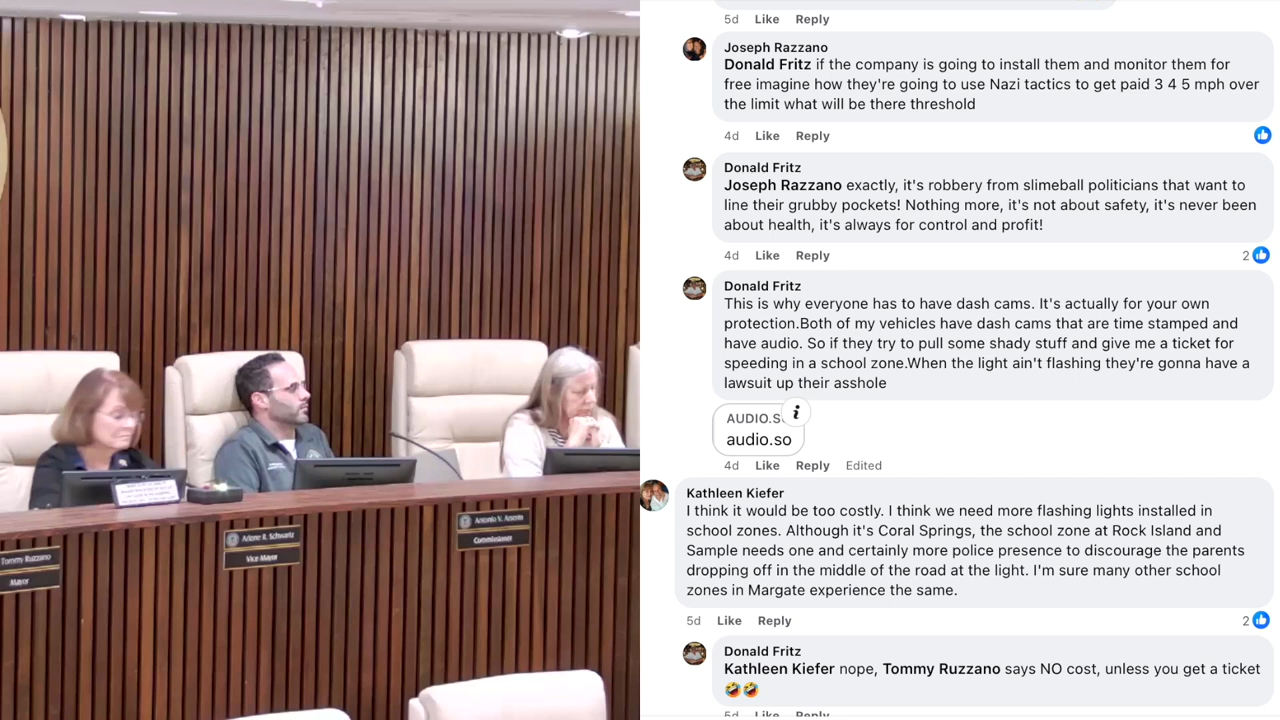 Tommy Ruzzano
Mayor
Arlene R. Schwartz
Vice Mayor
Antonio V. Arserio
Commissioner
5d Like Reply
Joseph Razzano
Donald Fritz if the company is going to install them and monitor them for
free imagine how they're going to use Nazi tactics to get paid 3 4 5 mph over
the limit what will be there threshold
4d Like Reply
Donald Fritz
Joseph Razzano exactly, it's robbery from slimeball politicians that want to
line their grubby pockets! Nothing more, it's not about safety, it's never been
about health, it's always for control and profit!
4d Like Reply 2
Donald Fritz
This is why everyone has to have dash cams. It's actually for your own
protection.Both of my vehicles have dash cams that are time stamped and
have audio. So if they try to pull some shady stuff and give me a ticket for
speeding in a school zone.When the light ain't flashing they're gonna have a
lawsuit up their asshole
AUDIO.S
i
audio.so
4d Like Reply Edited
Kathleen Kiefer
I think it would be too costly. I think we need more flashing lights installed in
school zones. Although it's Coral Springs, the school zone at Rock Island and
Sample needs one and certainly more police presence to discourage the parents
dropping off in the middle of the road at the light. I'm sure many other school
zones in Margate experience the same.
5d Like Reply 2
Donald Fritz
Kathleen Kiefer nope, Tommy Ruzzano says NO cost, unless you get a ticket
🤣🤣
5d Like Reply